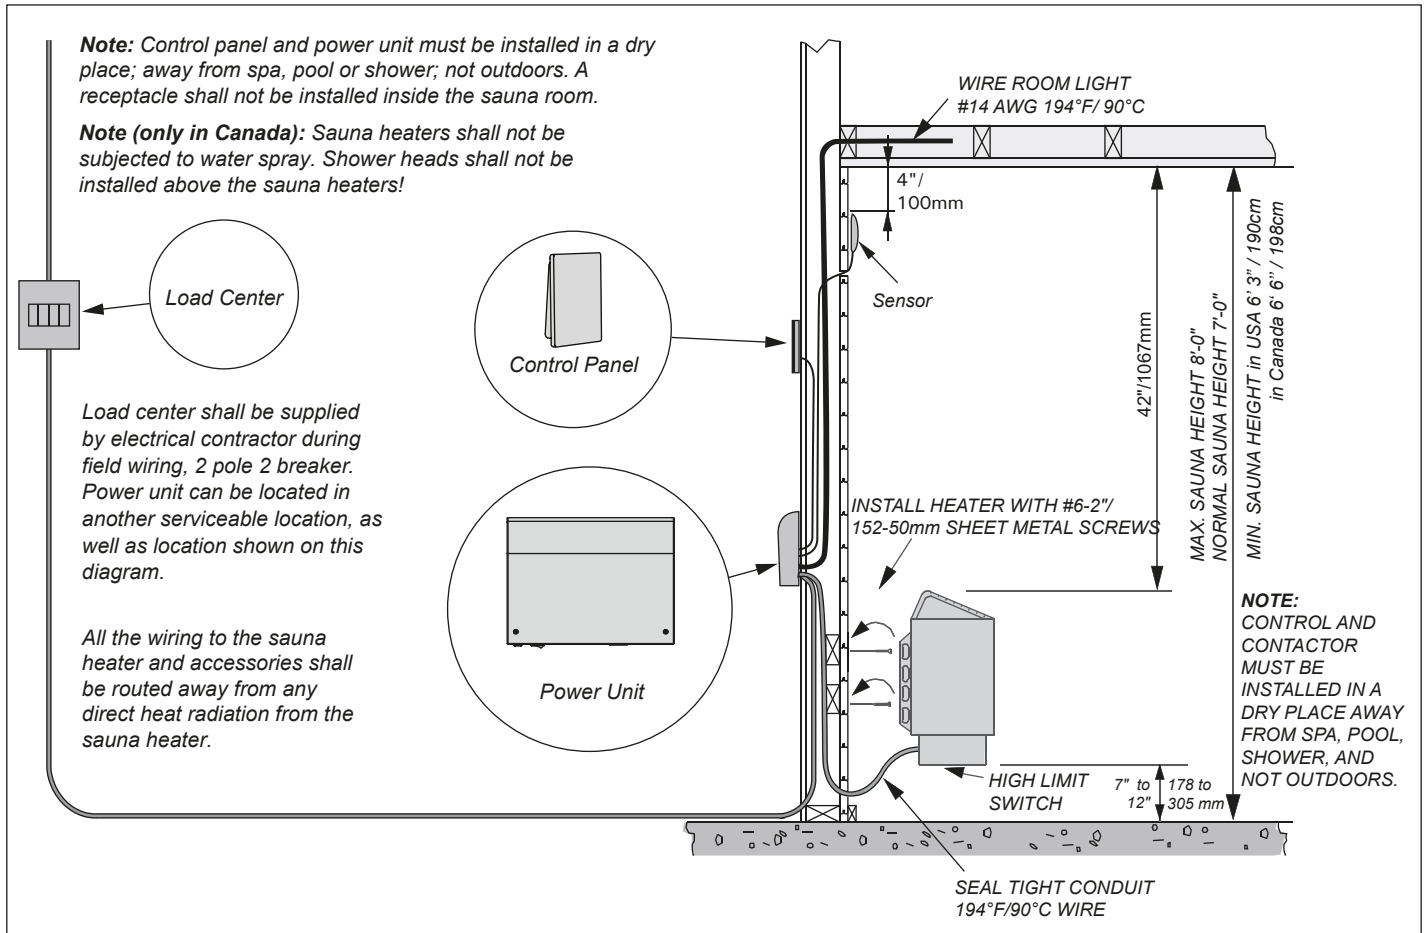 Note: Control panel and power unit must be installed in a dry
place; away from spa, pool or shower; not outdoors. A
receptacle shall not be installed inside the sauna room.
Note (only in Canada): Sauna heaters shall not be
subjected to water spray. Shower heads shall not be
installed above the sauna heaters!
Load Center
Load center shall be supplied
by electrical contractor during
field wiring, 2 pole 2 breaker.
Power unit can be located in
another serviceable location, as
well as location shown on this
diagram.
All the wiring to the sauna
heater and accessories shall
be routed away from any
direct heat radiation from the
sauna heater.
Control Panel
Power Unit
WIRE ROOM LIGHT
#14 AWG 194°F/ 90°C
4"/
100mm
Sensor
42"/1067mm
MAX. SAUNA HEIGHT 8'-0"
NORMAL SAUNA HEIGHT 7'-0"
MIN. SAUNA HEIGHT in USA 6' 3" / 190cm
in Canada 6' 6" / 198cm
INSTALL HEATER WITH #6-2"/
152-50mm SHEET METAL SCREWS
NOTE:
CONTROL AND
CONTACTOR
MUST BE
INSTALLED IN A
DRY PLACE AWAY
FROM SPA, POOL,
SHOWER, AND
NOT OUTDOORS.
HIGH LIMIT
SWITCH
7" to
12"
178 to
305 mm
SEAL TIGHT CONDUIT
194°F/90°C WIRE